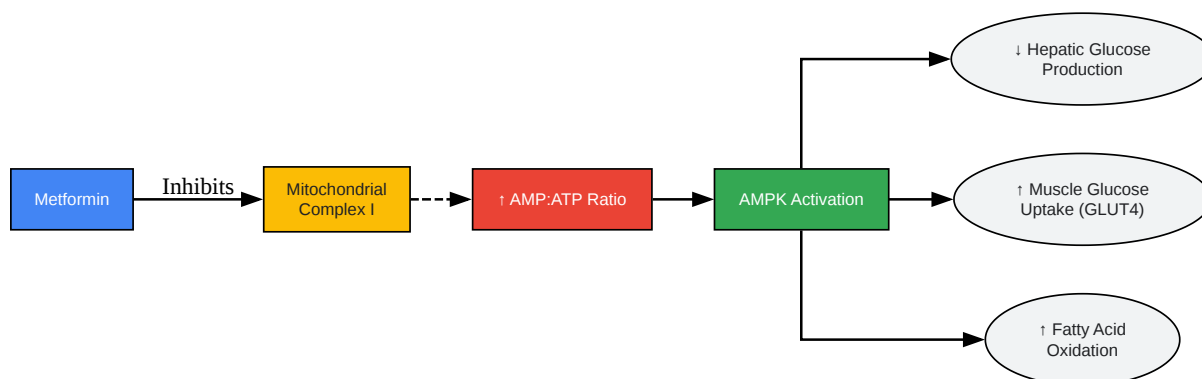 Metformin
Inhibits
Mitochondrial
Complex I
↑ AMP:ATP Ratio
AMPK Activation
↓ Hepatic Glucose
Production
↑ Muscle Glucose
Uptake (GLUT4)
↑ Fatty Acid
Oxidation